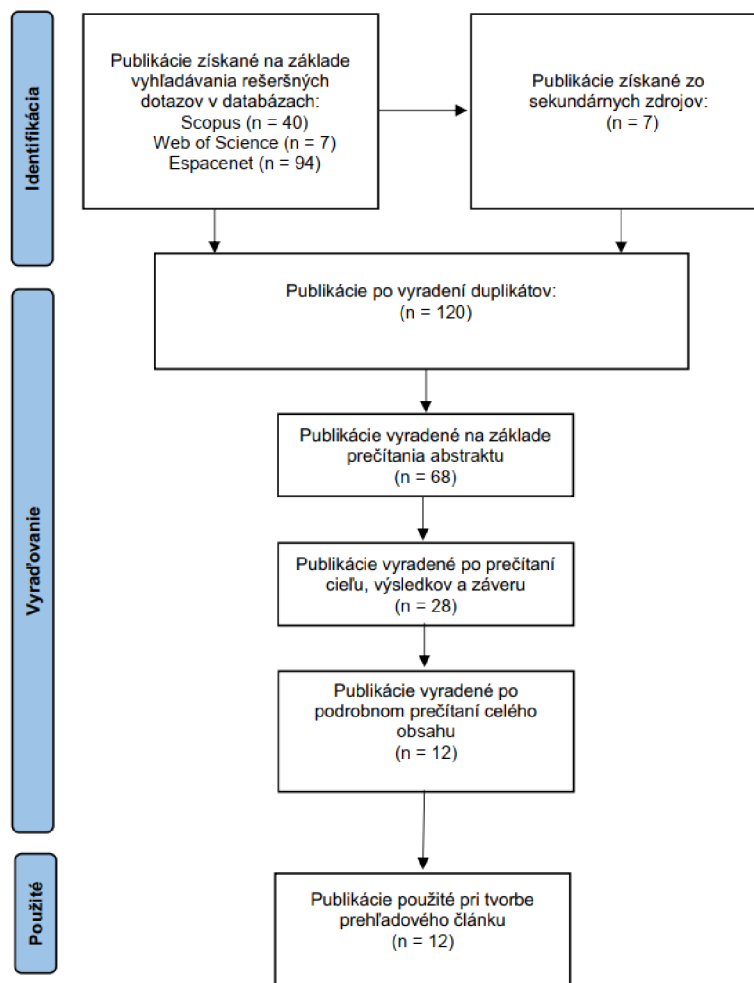 Identifikácia
Publikácie získané na základe
vyhľadávania rešeršných
dotazov v databázach:
Scopus (n = 40)
Web of Science (n = 7)
Espacenet (n = 94)
Publikácie získané zo
sekundárnych zdrojov:
(n = 7)
Vyraďovanie
Publikácie po vyradení duplikátov:
(n = 120)
Publikácie vyradené na základe
prečítania abstraktu
(n = 68)
Publikácie vyradené po prečítaní
cieľu, výsledkov a záveru
(n = 28)
Publikácie vyradené po
podrobnom prečítaní celého
obsahu
(n = 12)
Použité
Publikácie použité pri tvorbe
prehľadového článku
(n = 12)